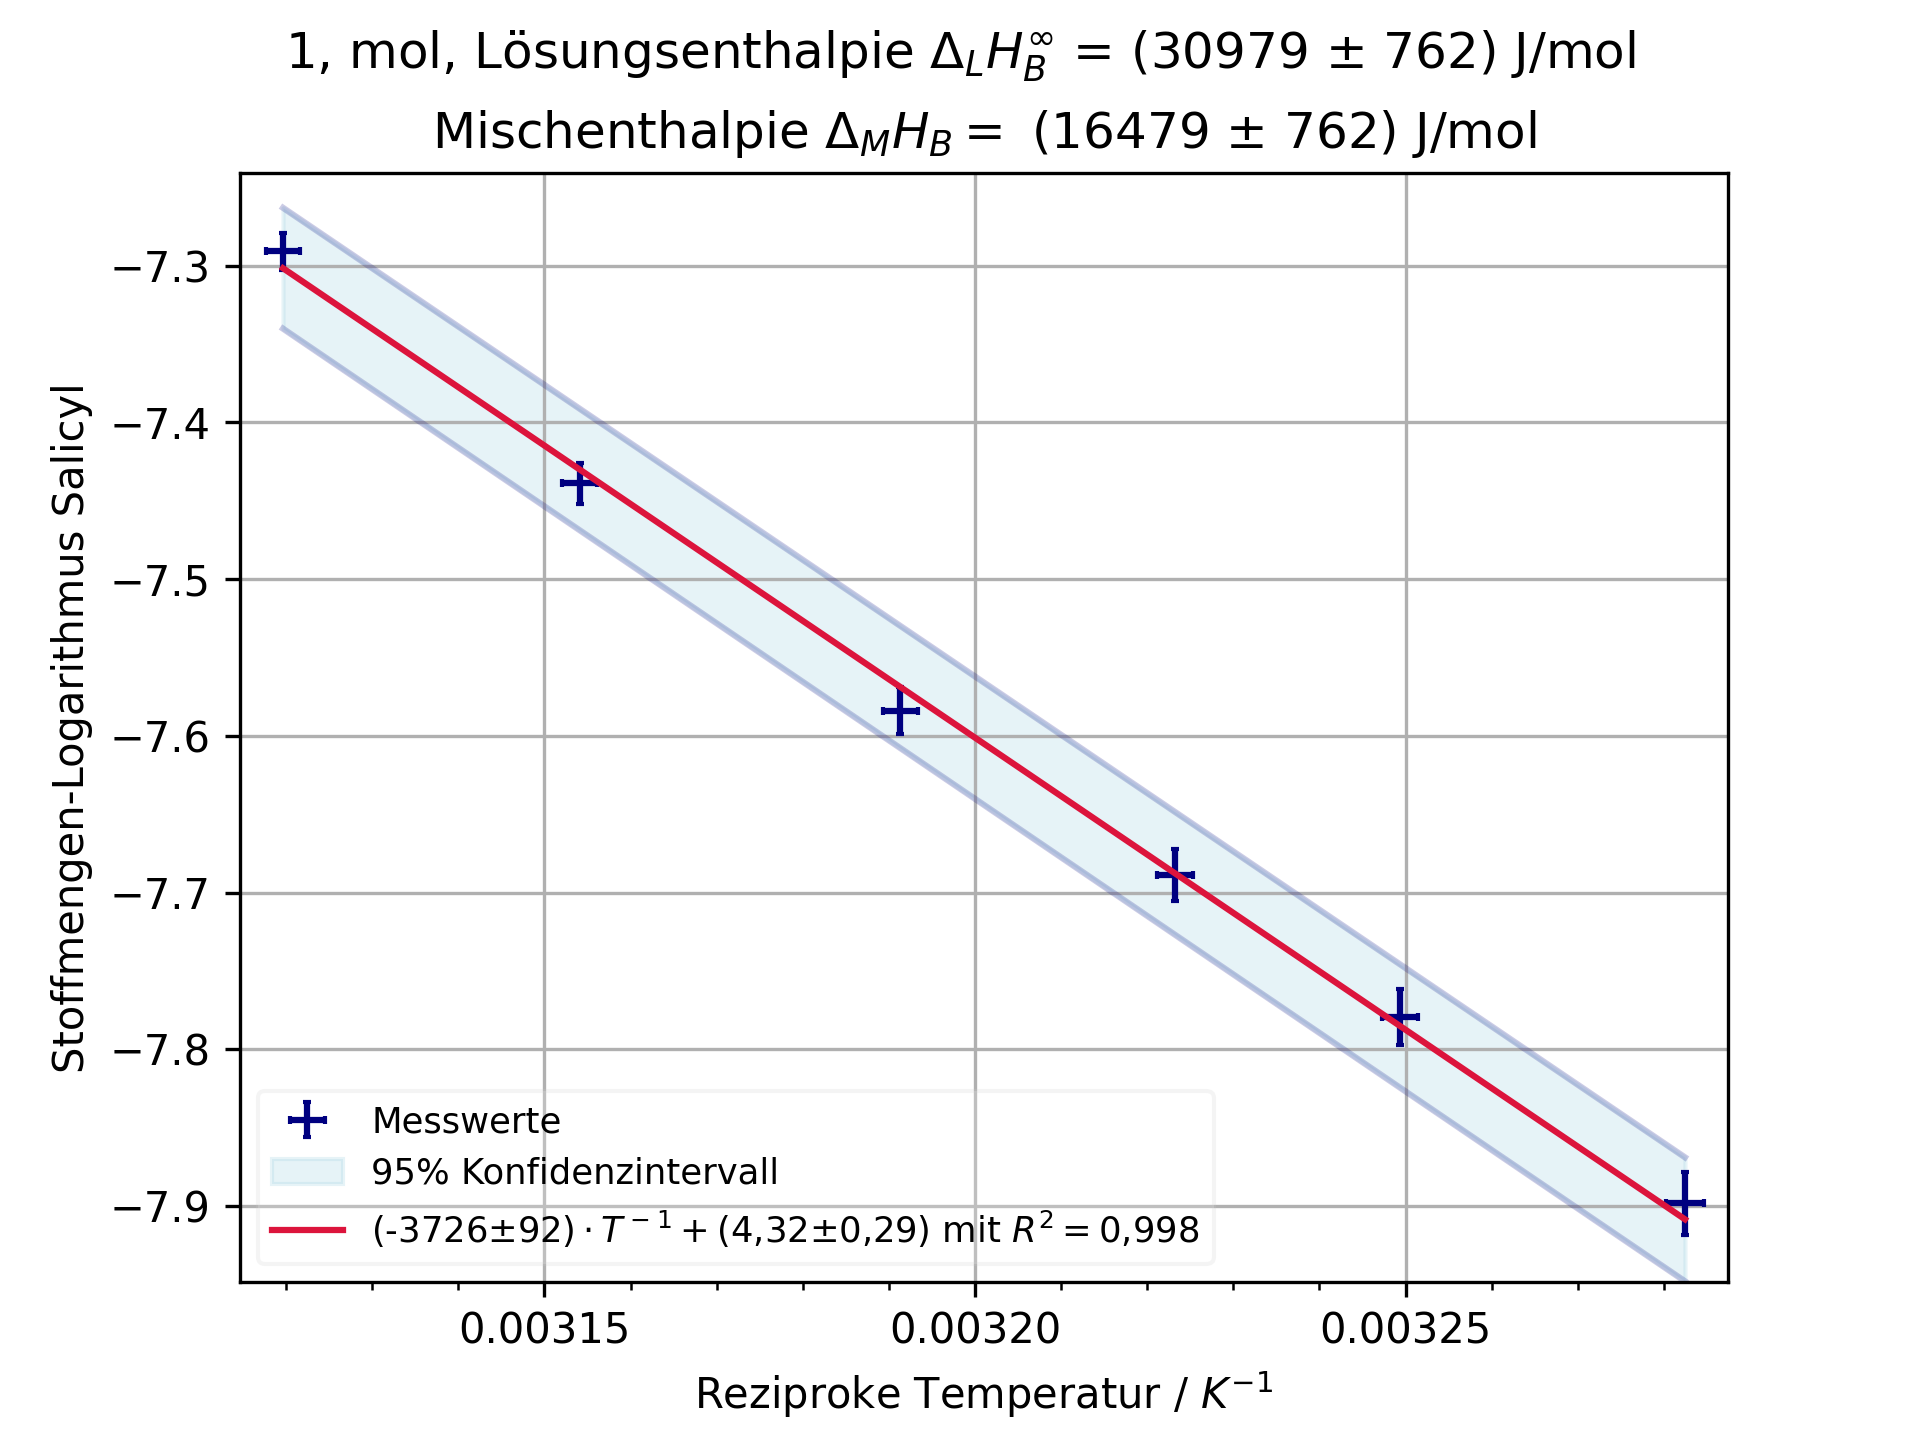 1, mol, Lösungsenthalpie Δ_L H_B^∞ = (30979 ± 762) J/mol
Mischenthalpie Δ_M H_B = (16479 ± 762) J/mol
Stoffmengen-Logarithmus Salicyl
−7.3
−7.4
−7.5
−7.6
−7.7
−7.8
−7.9
Messwerte
95% Konfidenzintervall
(-3726±92) · T^−1 + (4,32±0,29) mit R^2 = 0,998
0.00315 0.00320 0.00325
Reziproke Temperatur / K^−1